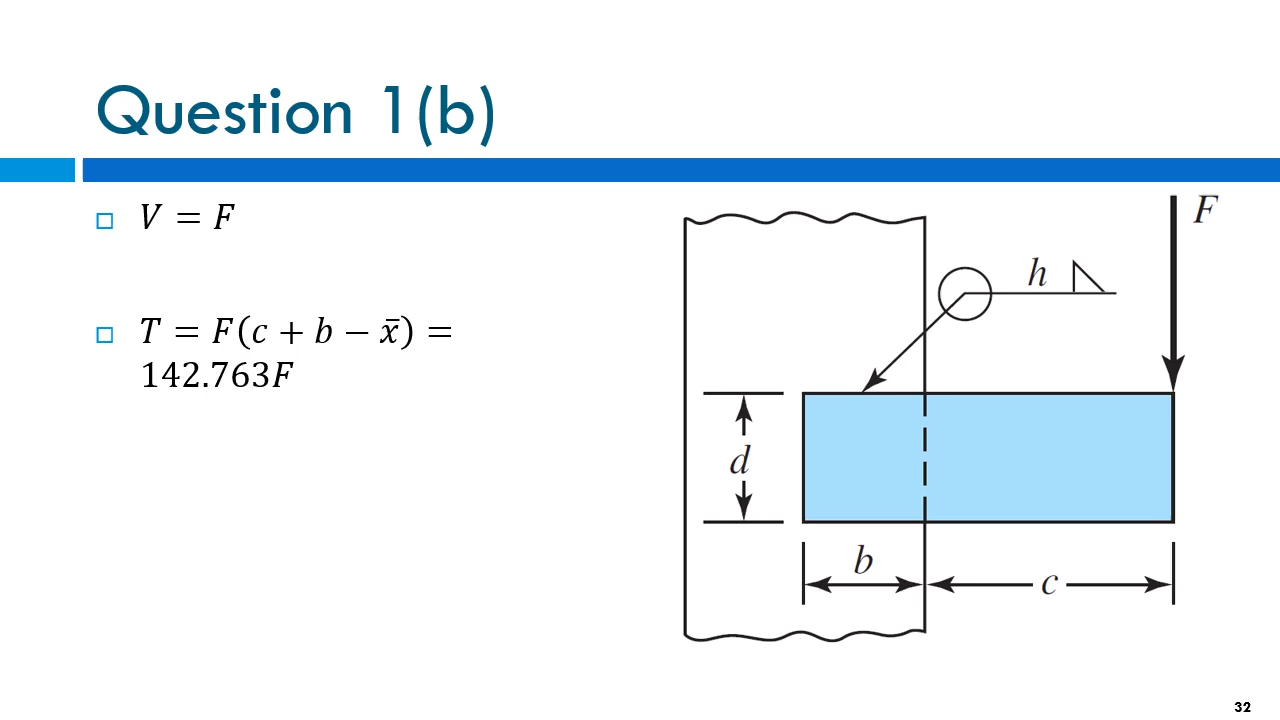 Question 1(b)
𝑉 = 𝐹
𝑇 = 𝐹(𝑐 + 𝑏 − 𝑥̄) =
142.763𝐹
F
h
d
b
c
32